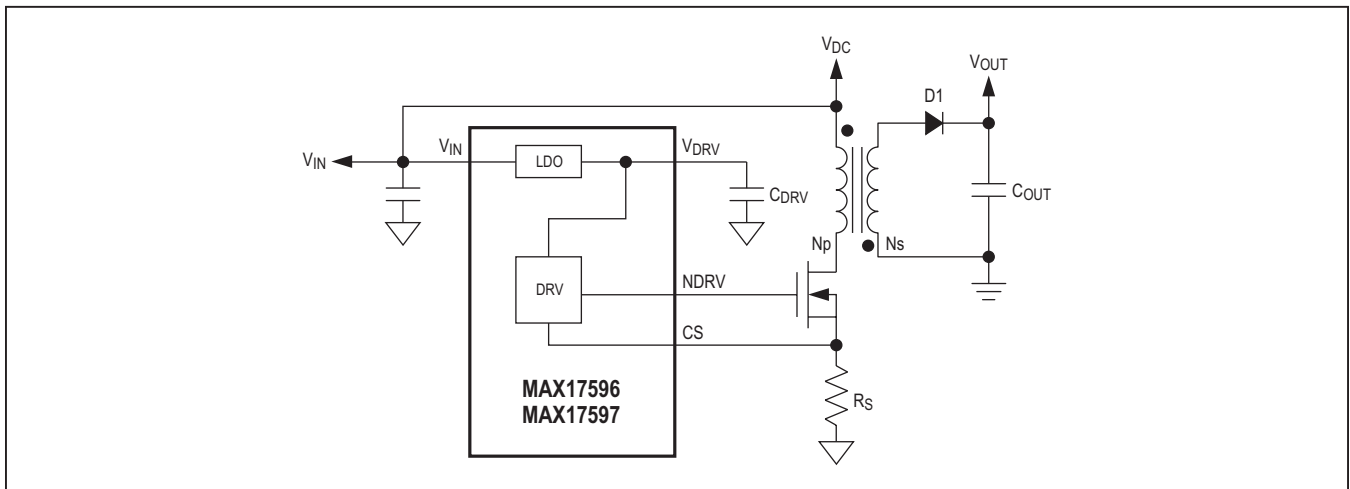 VDC
VOUT
D1
VIN
VIN
LDO
VDRV
CDRV
COUT
Np
Ns
DRV
NDRV
CS
MAX17596
MAX17597
RS